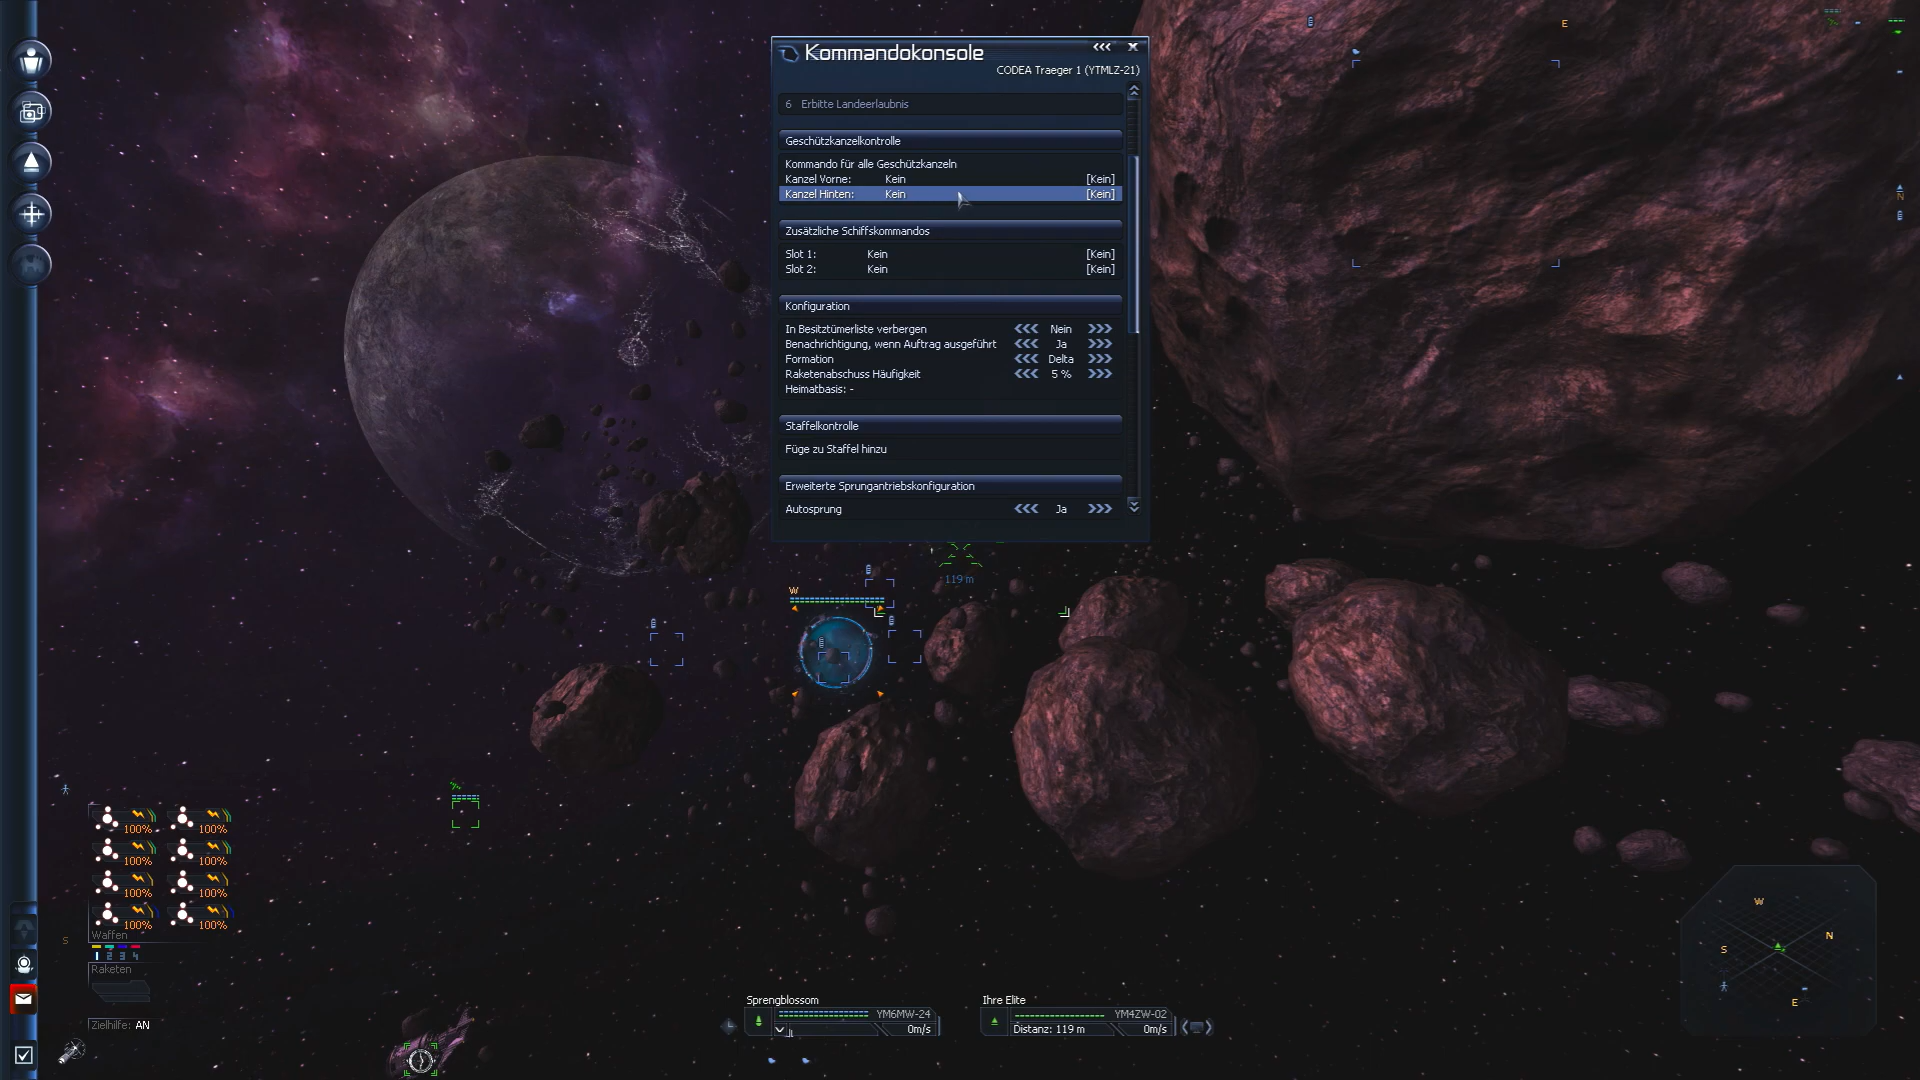 Kommandokonsole
CODEA Traeger 1 (YTMLZ-21)
6 Erbitte Landeerlaubnis
Geschützkanzelkontrolle
Kommando für alle Geschützkanzeln
Kanzel Vorne: Kein [Kein]
Kanzel Hinten: Kein [Kein]
Zusätzliche Schiffskommandos
Slot 1: Kein [Kein]
Slot 2: Kein [Kein]
Konfiguration
In Besitztümerliste verbergen Nein
Benachrichtigung, wenn Auftrag ausgeführt Ja
Formation Delta
Raketenabschuss Häufigkeit 5 %
Heimatbasis: -
Staffelkontrolle
Füge zu Staffel hinzu
Erweiterte Sprungantriebskonfiguration
Autosprung Ja
E
N
119 m
W
100% 100%
100% 100%
100% 100%
100% 100%
Waffen
S
1 2 3 4
Raketen
Zielhilfe: AN
Sprengblossom
YM6MW-24
0m/s
Ihre Elite
YM4ZW-02
Distanz: 119 m 0m/s
W
N
S
E